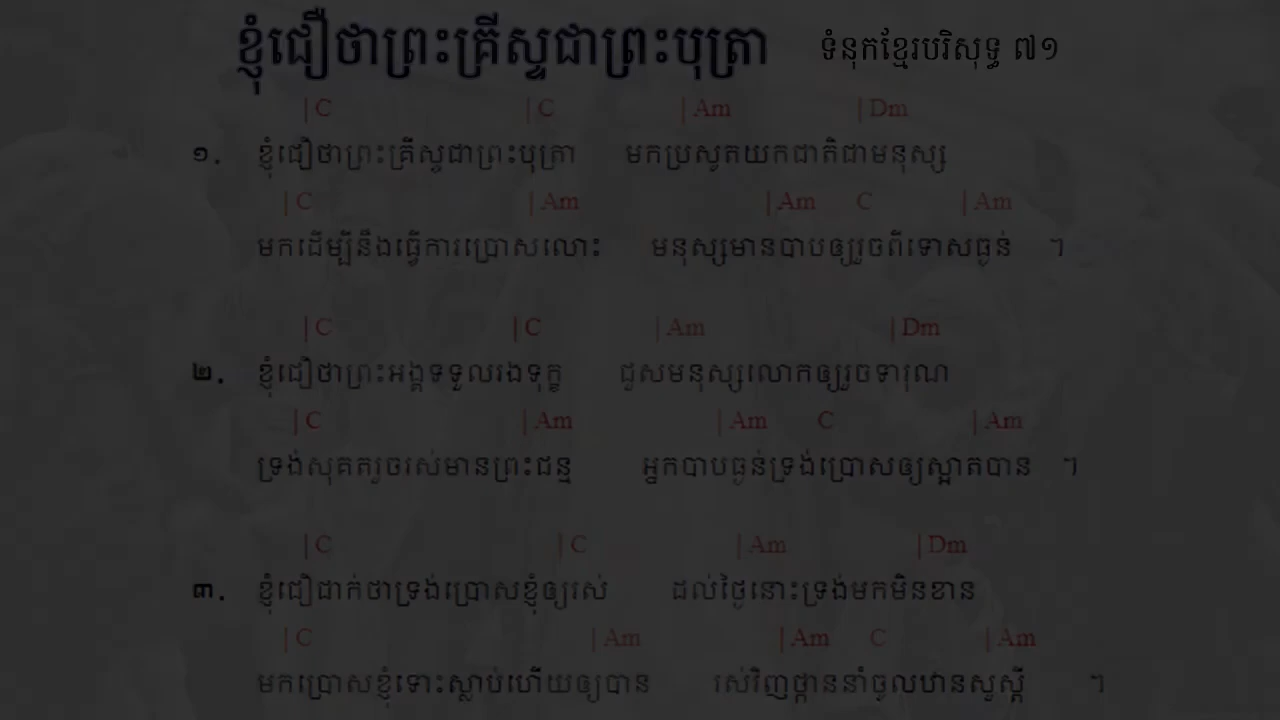 ខ្ញុំជឿថាព្រះគ្រីស្ទជាព្រះបុត្រា ទំនុកខ្មែរបរិសុទ្ធ ៧១
|C |C |Am |Dm
១. ខ្ញុំជឿថាព្រះគ្រីស្ទជាព្រះបុត្រា មកប្រសូតយកជាតិជាមនុស្ស
|C |Am |Am C |Am
មកដើម្បីនឹងធ្វើការប្រោសលោះ មនុស្សមានបាបឲ្យរួចពីទោសធ្ងន់ ។
|C |C |Am |Dm
២. ខ្ញុំជឿថាព្រះអង្គទទួលរងទុក្ខ ជួសមនុស្សលោកឲ្យរួចទារុណ
|C |Am |Am C |Am
ទ្រង់សុគតរួចរស់មានព្រះជន្ម អ្នកបាបធ្ងន់ទ្រង់ប្រោសឲ្យស្អាតបាន ។
|C |C |Am |Dm
៣. ខ្ញុំជឿជាក់ថាទ្រង់ប្រោសខ្ញុំឲ្យរស់ ដល់ថ្ងៃនោះទ្រង់មកមិនខាន
|C |Am |Am C |Am
មកប្រោសខ្ញុំទោះស្លាប់ហើយឲ្យបាន រស់វិញផ្កាននាំចូលឋានសួស្តី ។